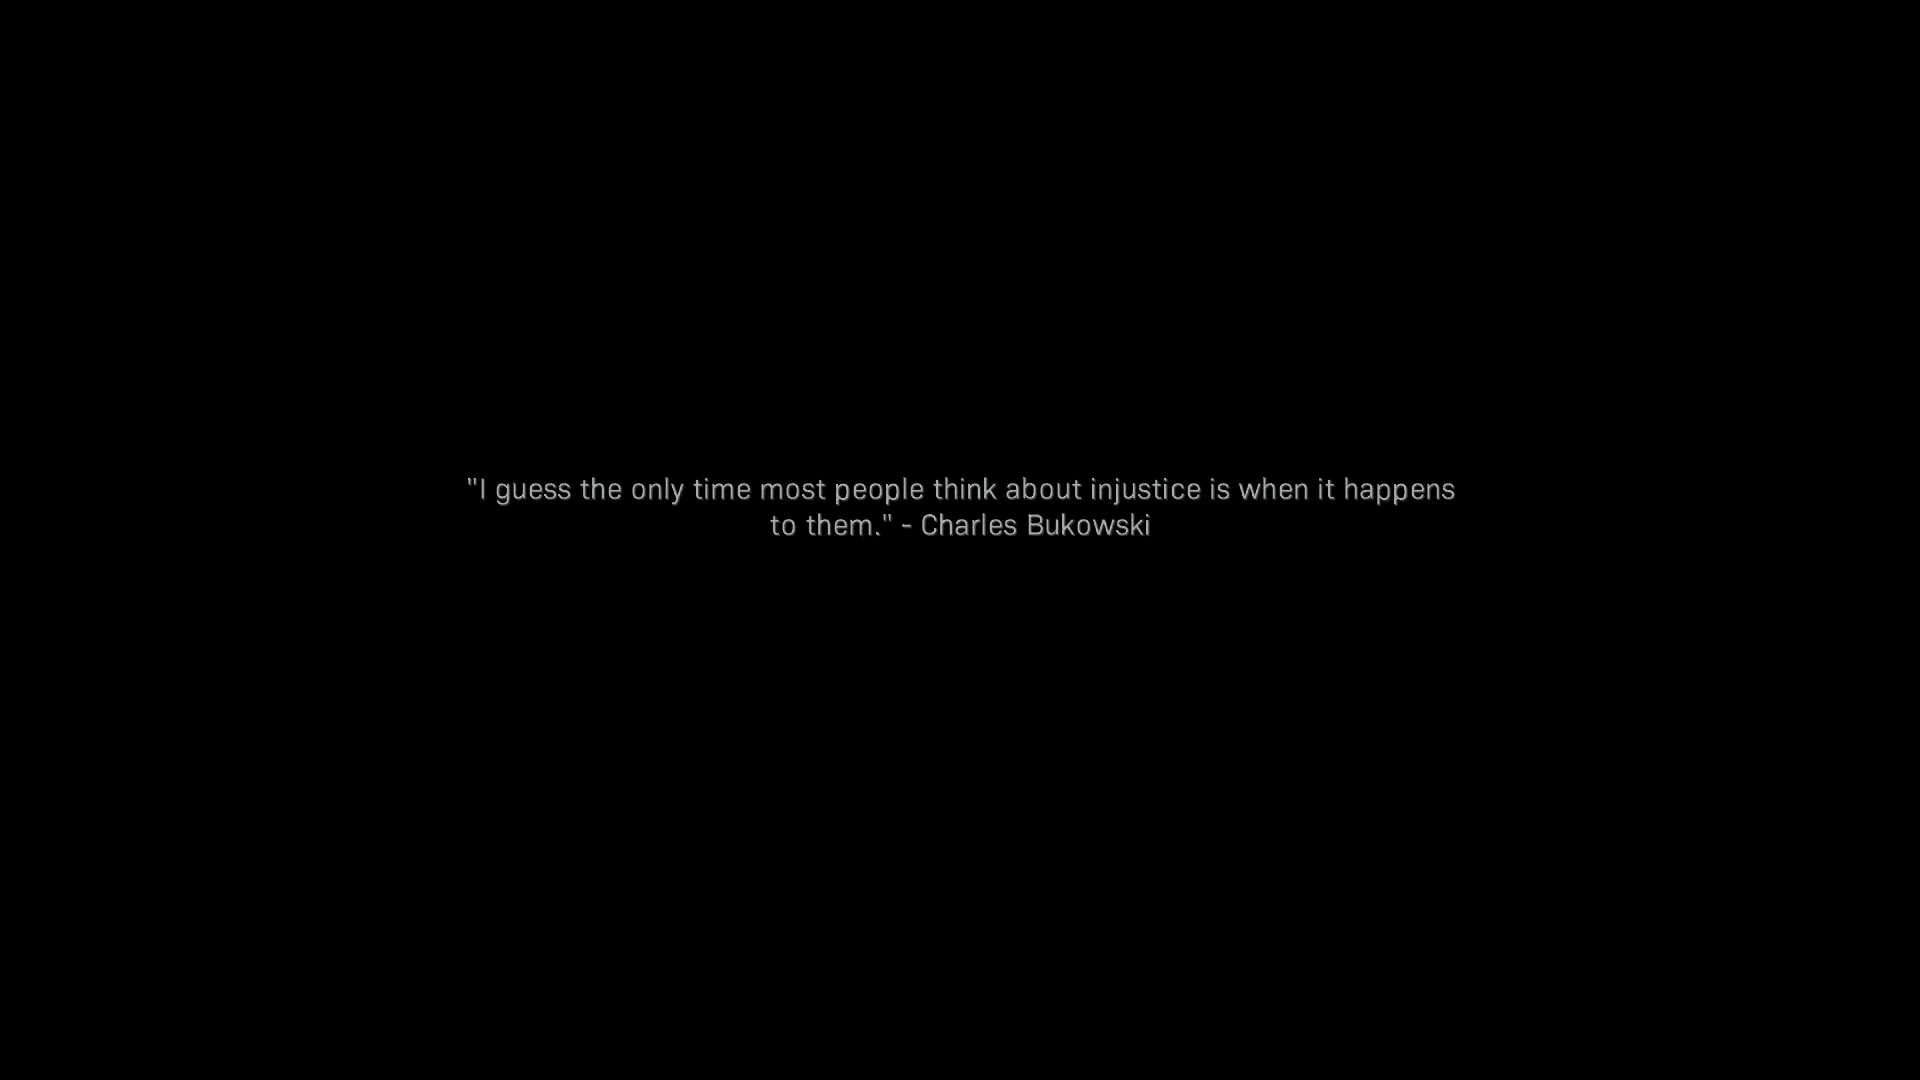 "I guess the only time most people think about injustice is when it happens
to them." - Charles Bukowski